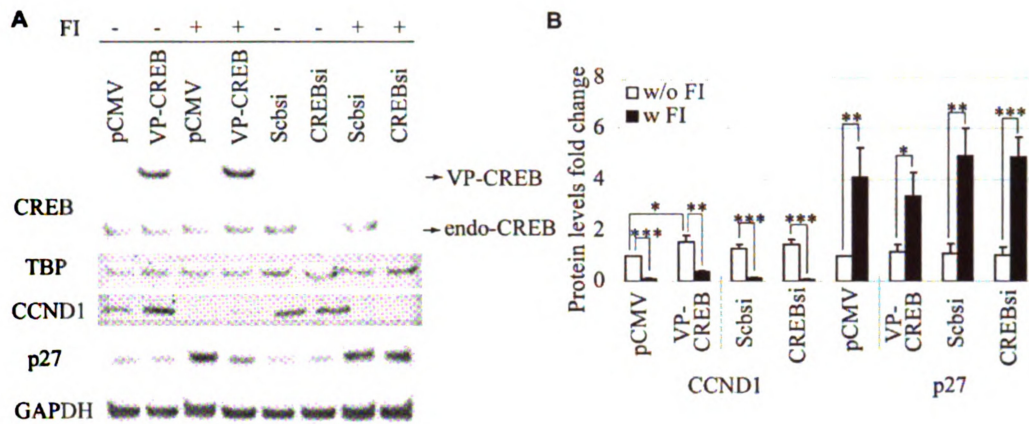 A
FI - - + + - - + +
pCMV VP-CREB pCMV VP-CREB Scbsi CREBsi Scbsi CREBsi
→VP-CREB
CREB
→endo-CREB
TBP
CCND1
p27
GAPDH
B
Protein levels fold change
8
6
4
2
0
w/o FI
w FI
* *** ** *** *** ** * ** ***
pCMV VP-CREB Scbsi CREBsi pCMV VP-CREB Scbsi CREBsi
CCND1 p27